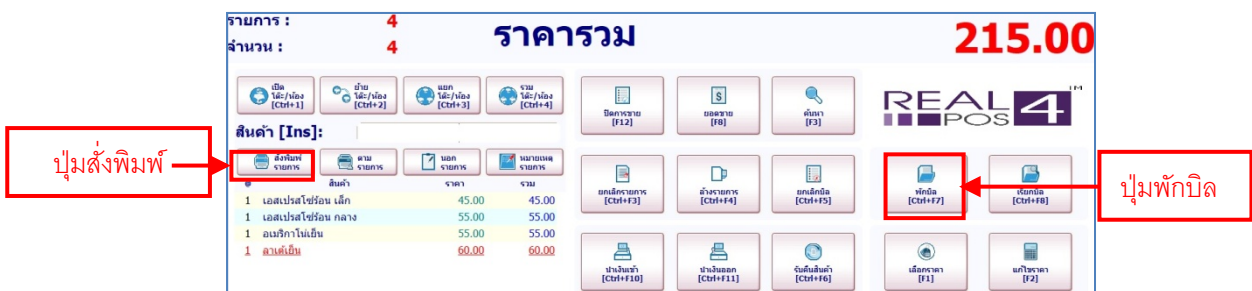 รายการ : 4
จำนวน : 4
ราคารวม
215.00
เปิด
โต๊ะ/ห้อง
[Ctrl+1]
ย้าย
โต๊ะ/ห้อง
[Ctrl+2]
แยก
โต๊ะ/ห้อง
[Ctrl+3]
รวม
โต๊ะ/ห้อง
[Ctrl+4]
ปิดการขาย
[F12]
ยอดขาย
[F8]
ค้นหา
[F3]
REAL
POS
4
TM
สินค้า [Ins]:
ปุ่มสั่งพิมพ์
สั่งพิมพ์
รายการ
ตาม
รายการ
นอก
รายการ
หมายเหตุ
รายการ
ยกเลิกรายการ
[Ctrl+F3]
ล้างรายการ
[Ctrl+F4]
ยกเลิกบิล
[Ctrl+F5]
พักบิล
[Ctrl+F7]
เรียกบิล
[Ctrl+F8]
ปุ่มพักบิล
# สินค้า ราคา รวม
1 เอสเปรสโซ่ร้อน เล็ก 45.00 45.00
1 เอสเปรสโซ่ร้อน กลาง 55.00 55.00
1 อเมริกาโน่เย็น 55.00 55.00
1 ลาเต้เย็น 60.00 60.00
นำเงินเข้า
[Ctrl+F10]
นำเงินออก
[Ctrl+F11]
รับคืนสินค้า
[Ctrl+F6]
เลือกราคา
[F1]
แก้ไขราคา
[F2]